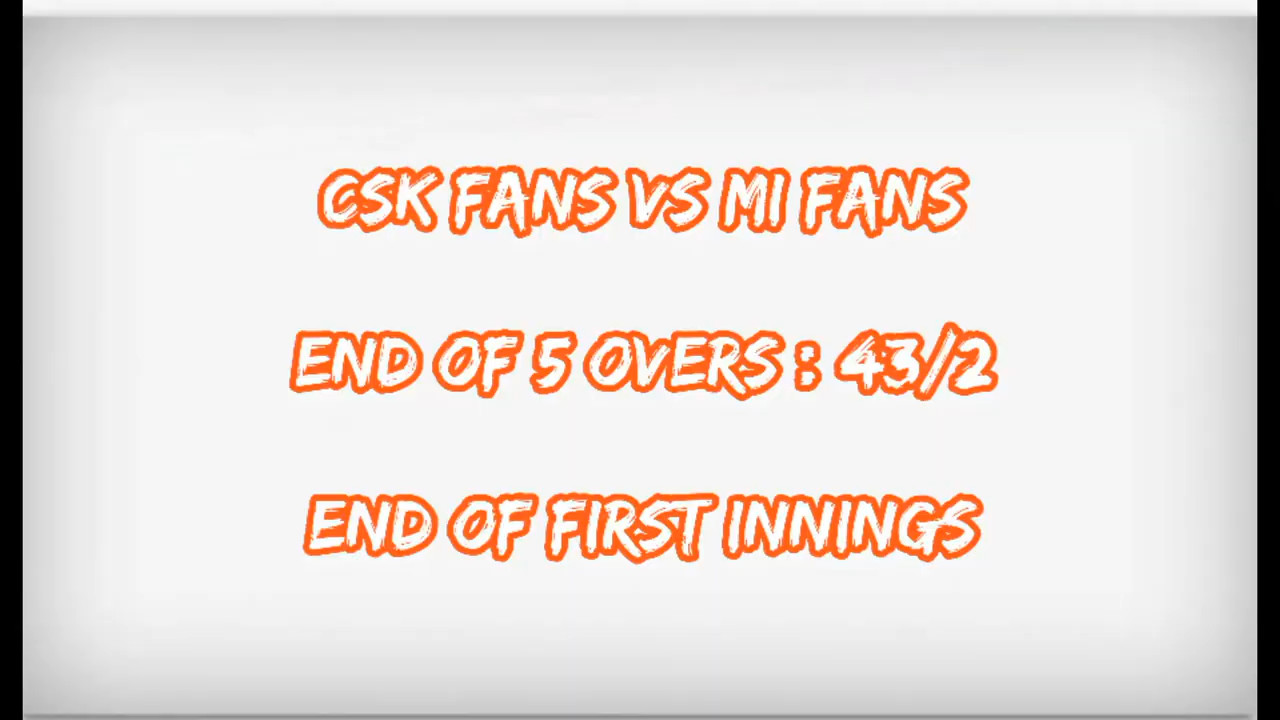 CSK FANS VS MI FANS
END OF 5 OVERS : 43/2
END OF FIRST INNINGS